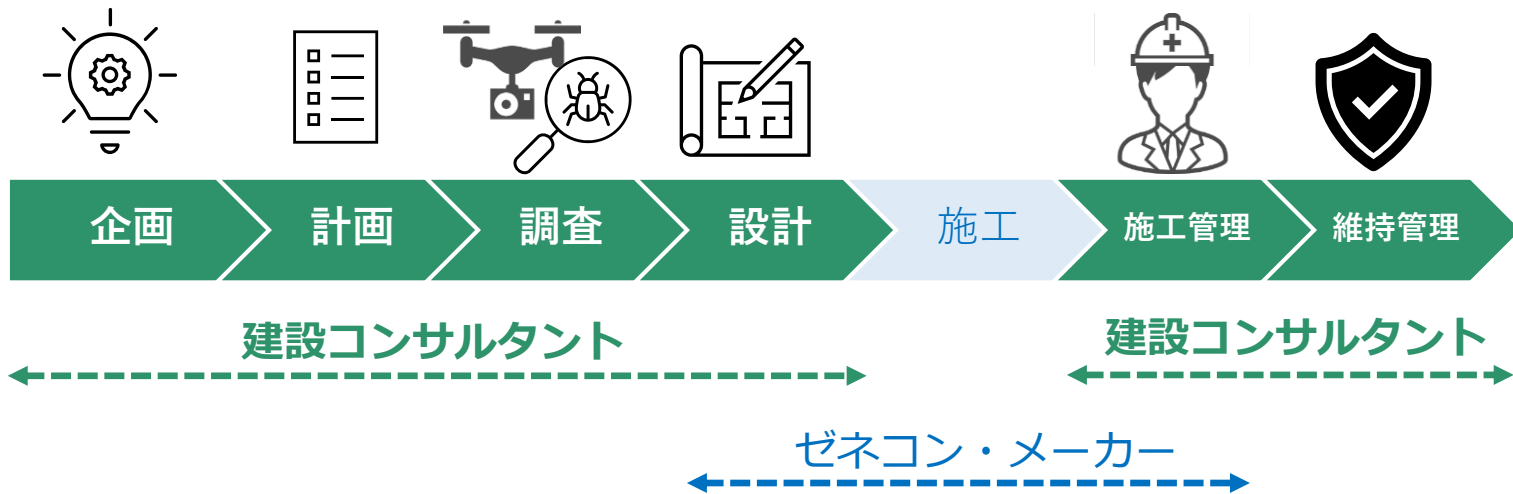 企画
計画
調査
設計
施工
施工管理
維持管理
建設コンサルタント
建設コンサルタント
ゼネコン・メーカー